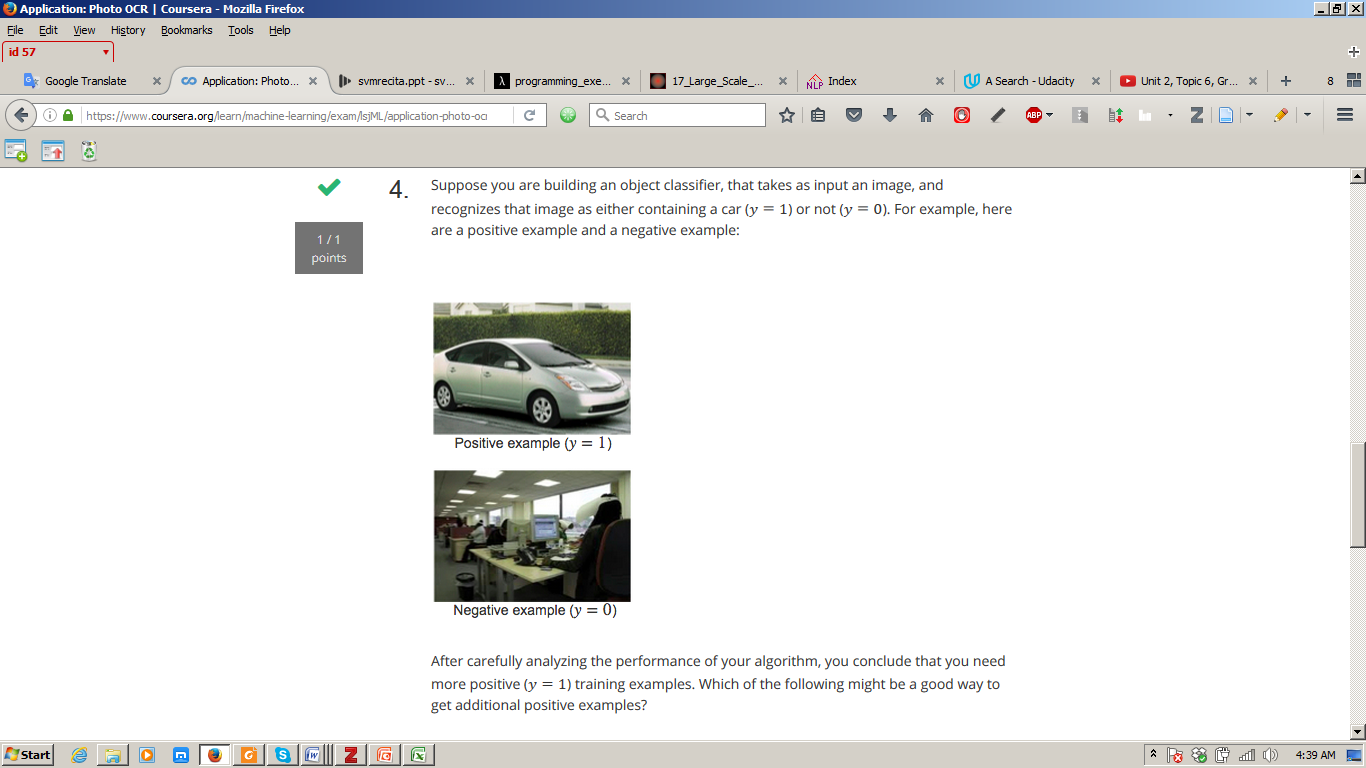 Application: Photo OCR | Coursera - Mozilla Firefox
File Edit View History Bookmarks Tools Help
id 57
Google Translate
Application: Photo...
svmrecita.ppt - sv...
programming_exe...
17_Large_Scale_...
NLP Index
A Search - Udacity
Unit 2, Topic 6, Gr...
8
https://www.coursera.org/learn/machine-learning/exam/lsjML/application-photo-oci
Search
ABP
4. Suppose you are building an object classifier, that takes as input an image, and
recognizes that image as either containing a car (y = 1) or not (y = 0). For example, here
are a positive example and a negative example:
1 / 1
points
Positive example (y = 1)
Negative example (y = 0)
After carefully analyzing the performance of your algorithm, you conclude that you need
more positive (y = 1) training examples. Which of the following might be a good way to
get additional positive examples?
Start
4:39 AM